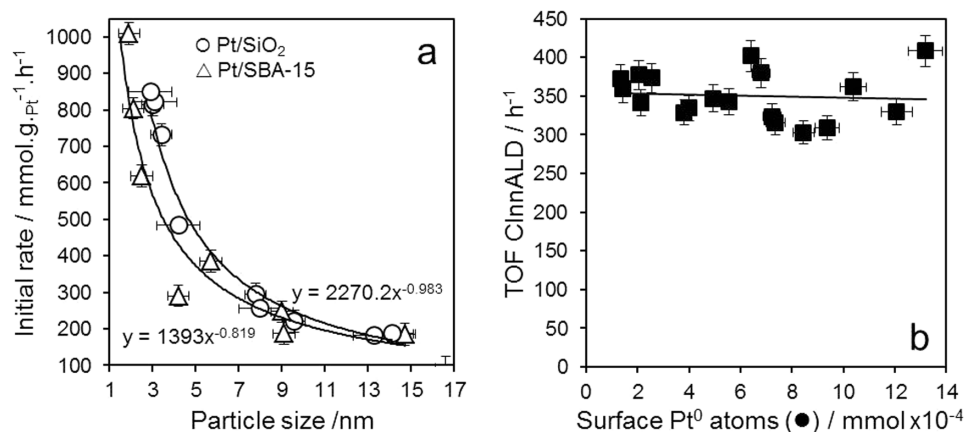 1000
900
800
700
600
500
400
300
200
100
Initial rate / mmol.g.Pt⁻¹.h⁻¹
○ Pt/SiO₂
△ Pt/SBA-15
a
y = 2270.2x⁻⁰·⁹⁸³
y = 1393x⁻⁰·⁸¹⁹
1 3 5 7 9 11 13 15 17
Particle size /nm
450
400
350
300
250
200
150
100
50
0
TOF ClnnALD / h⁻¹
b
0 2 4 6 8 10 12 14
Surface Pt⁰ atoms (●) / mmol x10⁻⁴